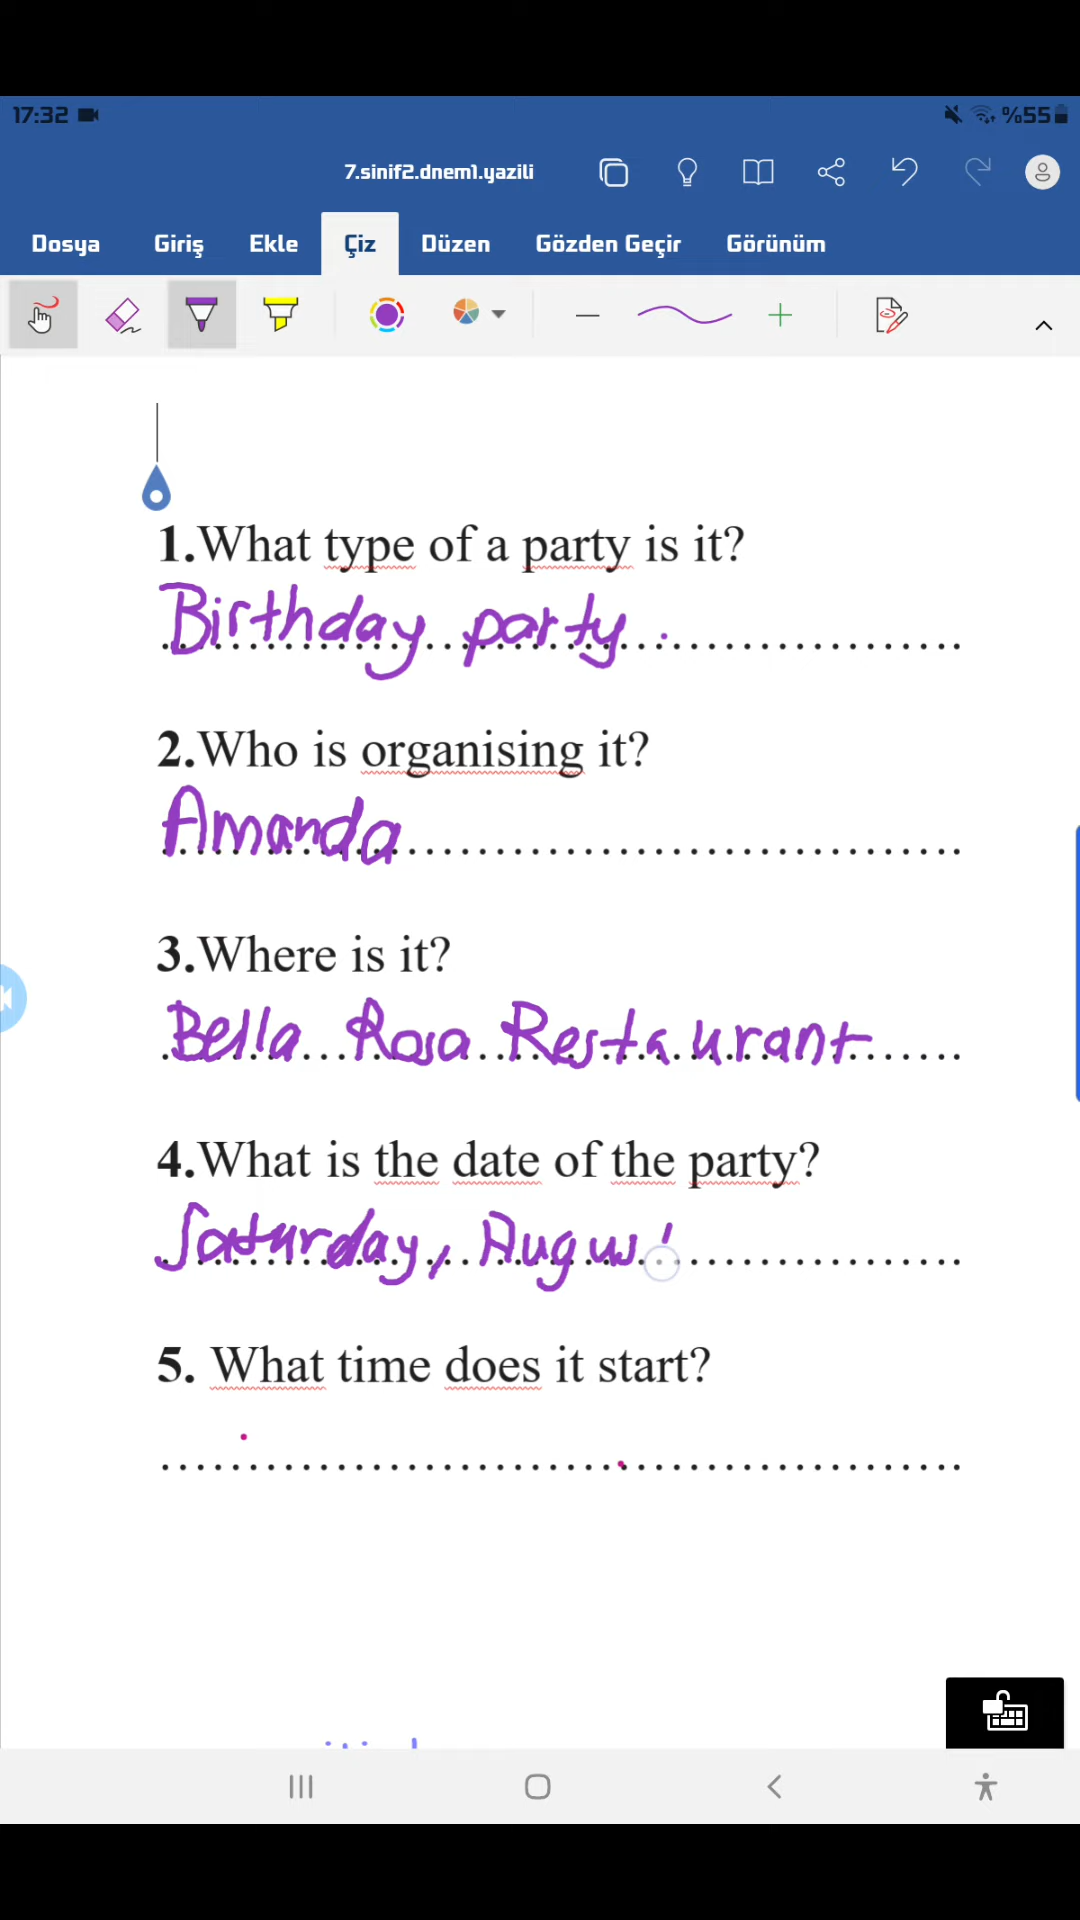 17:32 %55
7.sinif2.dnem1.yazili
Dosya Giriş Ekle Çiz Düzen Gözden Geçir Görünüm
1.What type of a party is it?
Birthday party.
2.Who is organising it?
Amanda
3.Where is it?
Bella Rosa Restaurant
4.What is the date of the party?
Saturday, Augus
5. What time does it start?